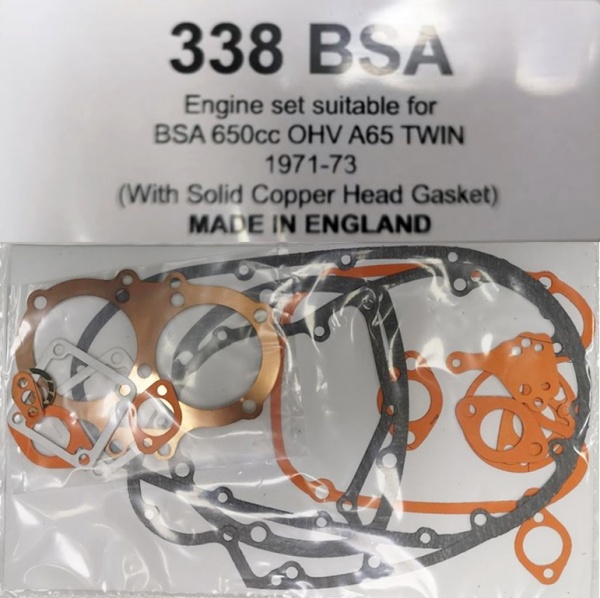 338 BSA
Engine set suitable for
BSA 650cc OHV A65 TWIN
1971-73
(With Solid Copper Head Gasket)
MADE IN ENGLAND